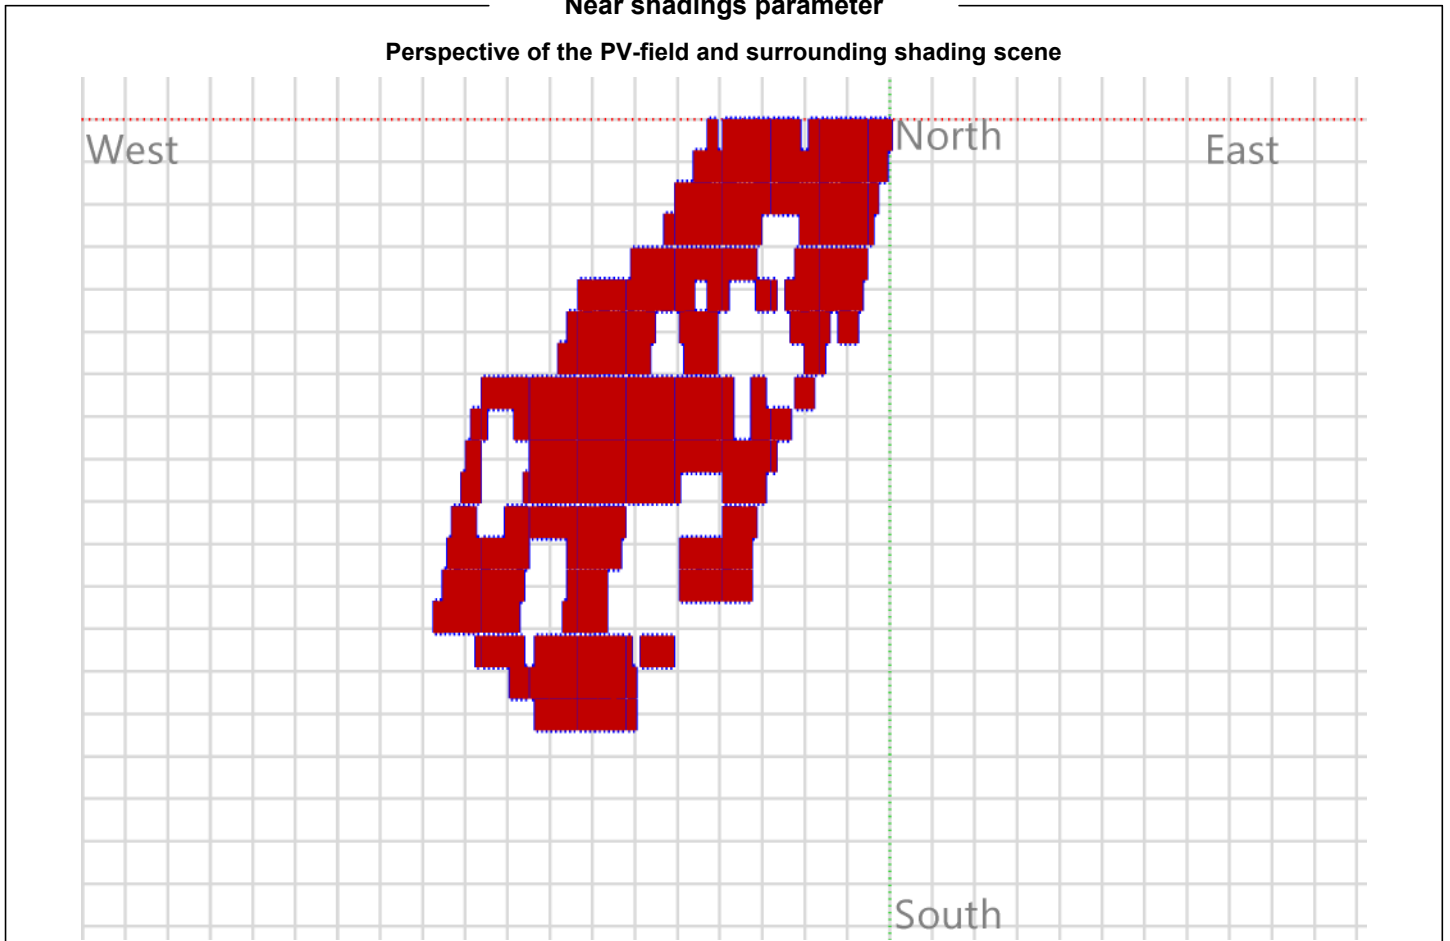 Near shadings parameter
Perspective of the PV-field and surrounding shading scene
West
North
East
South